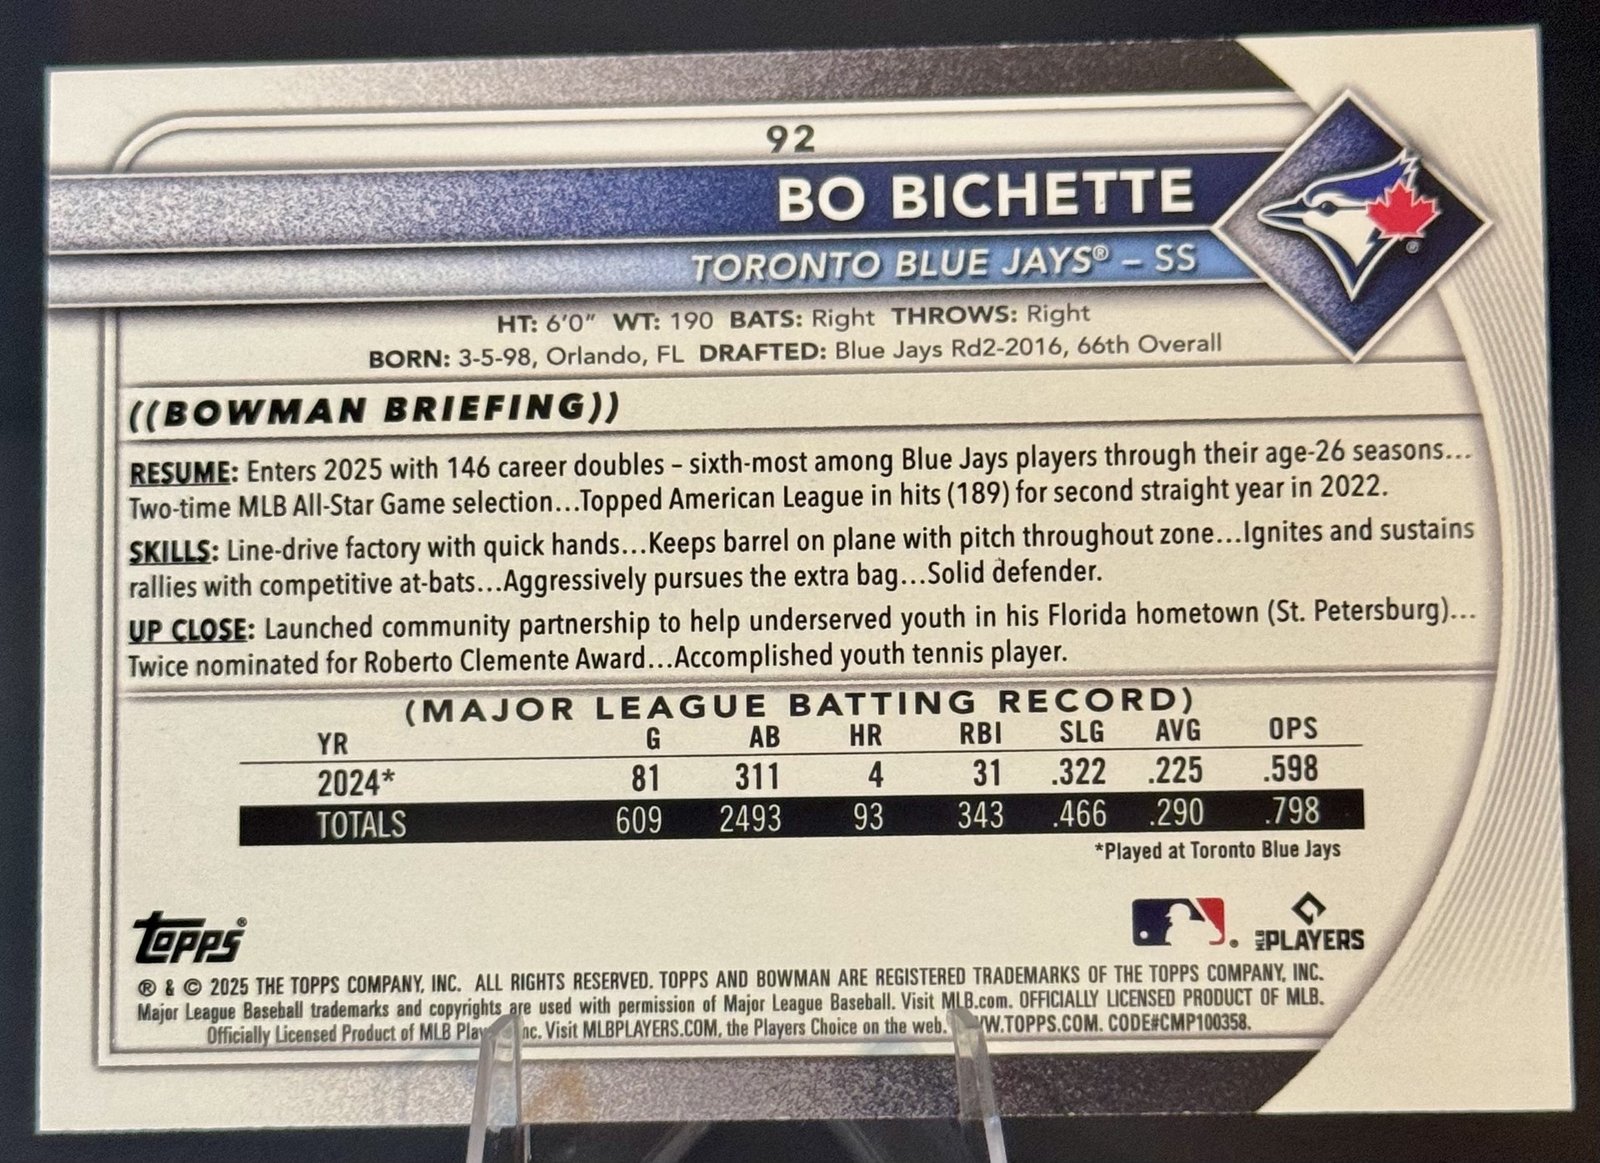 92
BO BICHETTE
TORONTO BLUE JAYS® – SS
HT: 6'0" WT: 190 BATS: Right THROWS: Right
BORN: 3-5-98, Orlando, FL DRAFTED: Blue Jays Rd2-2016, 66th Overall
((BOWMAN BRIEFING))
RESUME: Enters 2025 with 146 career doubles – sixth-most among Blue Jays players through their age-26 seasons...
Two-time MLB All-Star Game selection...Topped American League in hits (189) for second straight year in 2022.
SKILLS: Line-drive factory with quick hands...Keeps barrel on plane with pitch throughout zone...Ignites and sustains
rallies with competitive at-bats...Aggressively pursues the extra bag...Solid defender.
UP CLOSE: Launched community partnership to help underserved youth in his Florida hometown (St. Petersburg)...
Twice nominated for Roberto Clemente Award...Accomplished youth tennis player.
(MAJOR LEAGUE BATTING RECORD)
YR G AB HR RBI SLG AVG OPS
2024* 81 311 4 31 .322 .225 .598
TOTALS 609 2493 93 343 .466 .290 .798
*Played at Toronto Blue Jays
Topps®
MLB PLAYERS
® & © 2025 THE TOPPS COMPANY, INC. ALL RIGHTS RESERVED. TOPPS AND BOWMAN ARE REGISTERED TRADEMARKS OF THE TOPPS COMPANY, INC.
Major League Baseball trademarks and copyrights are used with permission of Major League Baseball. Visit MLB.com. OFFICIALLY LICENSED PRODUCT OF MLB.
Officially Licensed Product of MLB Visit MLBPLAYERS.COM, the Players Choice on the web. W.TOPPS.COM. CODE#CMP100358.